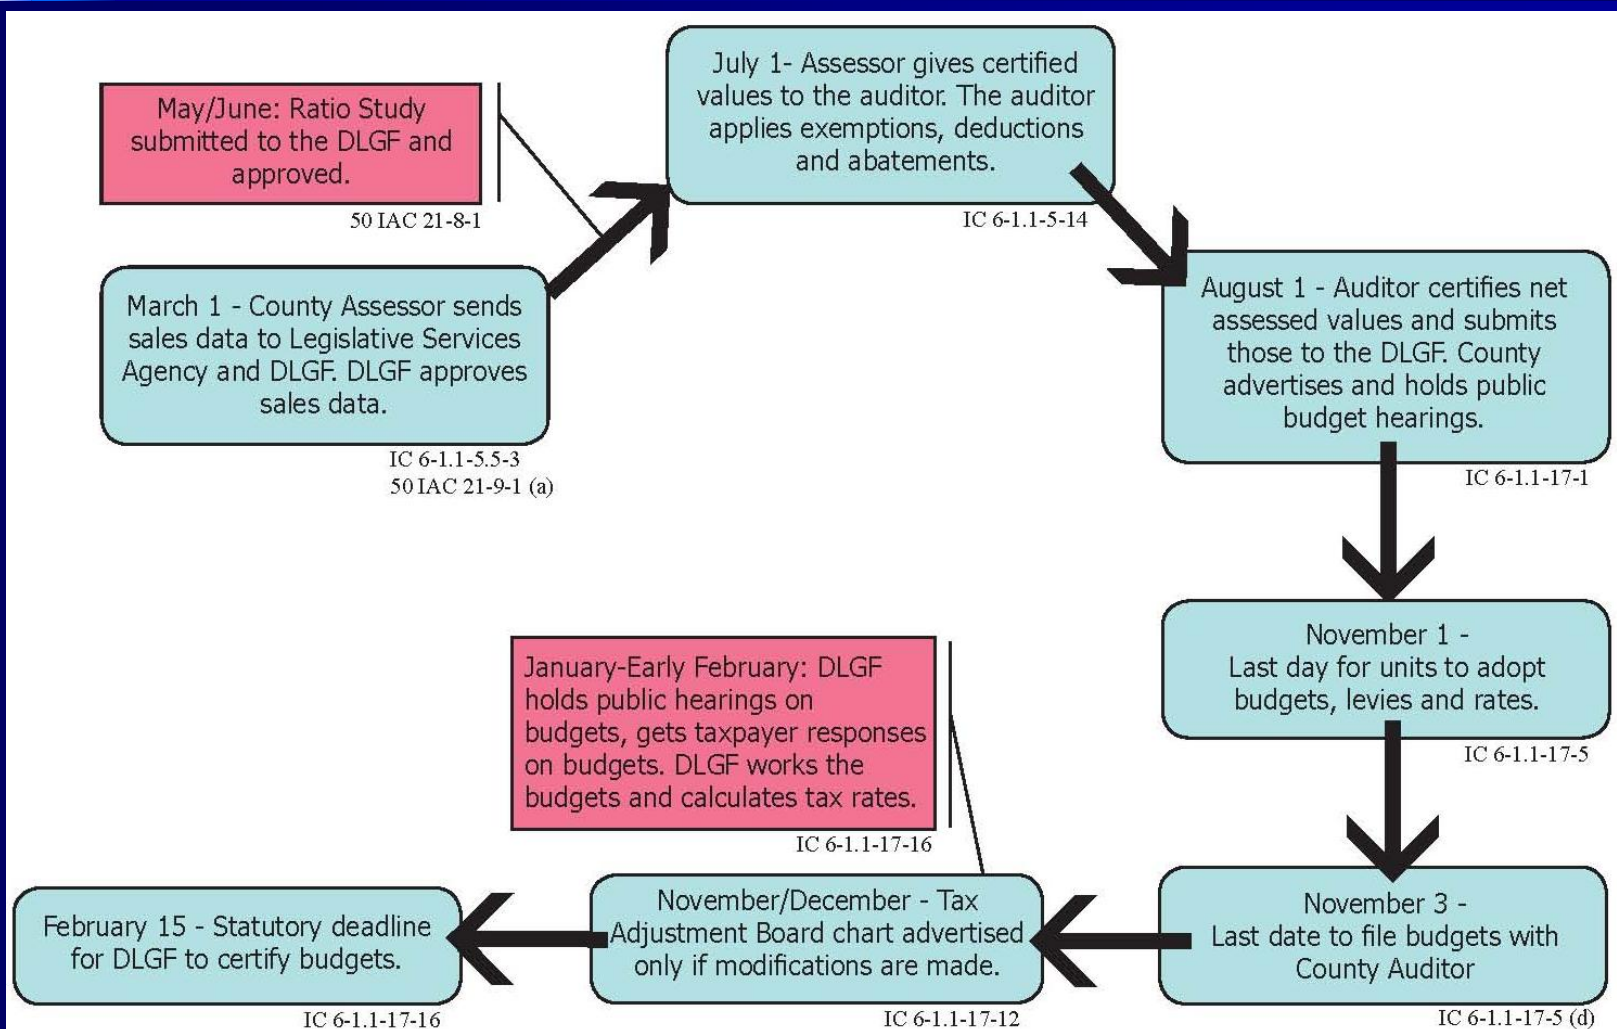 March 1 - County Assessor sends
sales data to Legislative Services
Agency and DLGF. DLGF approves
sales data.
IC 6-1.1-5.5-3
50 IAC 21-9-1 (a)
May/June: Ratio Study
submitted to the DLGF and
approved.
50 IAC 21-8-1
July 1- Assessor gives certified
values to the auditor. The auditor
applies exemptions, deductions
and abatements.
IC 6-1.1-5-14
August 1 - Auditor certifies net
assessed values and submits
those to the DLGF. County
advertises and holds public
budget hearings.
IC 6-1.1-17-1
November 1 -
Last day for units to adopt
budgets, levies and rates.
IC 6-1.1-17-5
November 3 -
Last date to file budgets with
County Auditor
IC 6-1.1-17-5 (d)
November/December - Tax
Adjustment Board chart advertised
only if modifications are made.
IC 6-1.1-17-12
January-Early February: DLGF
holds public hearings on
budgets, gets taxpayer responses
on budgets. DLGF works the
budgets and calculates tax rates.
IC 6-1.1-17-16
February 15 - Statutory deadline
for DLGF to certify budgets.
IC 6-1.1-17-16